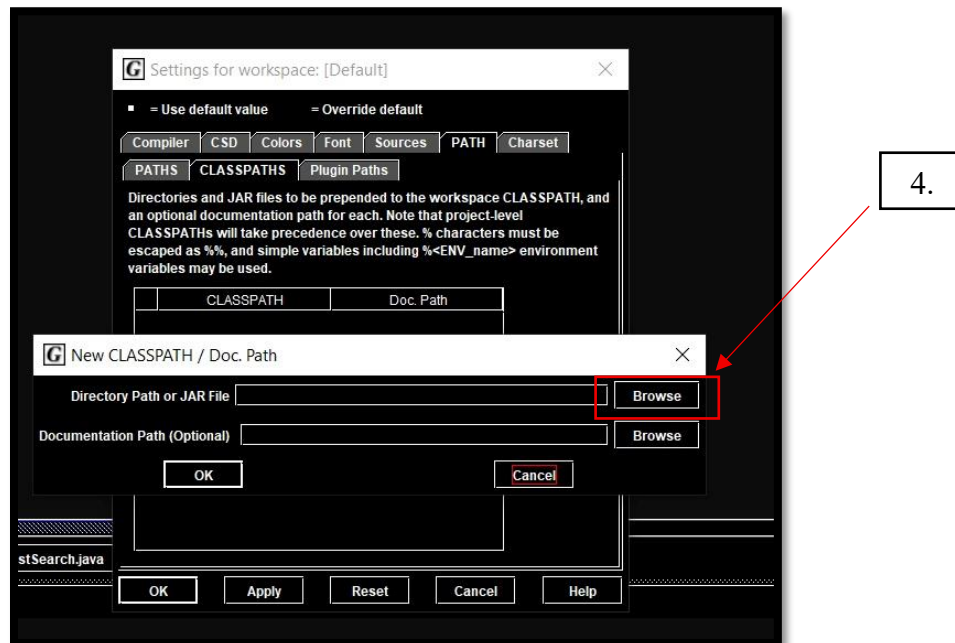 G Settings for workspace: [Default]
= Use default value = Override default
Compiler CSD Colors Font Sources PATH Charset
PATHS CLASSPATHS Plugin Paths
Directories and JAR files to be prepended to the workspace CLASSPATH, and
an optional documentation path for each. Note that project-level
CLASSPATHs will take precedence over these. % characters must be
escaped as %%, and simple variables including %<ENV_name> environment
variables may be used.
CLASSPATH Doc. Path
4.
G New CLASSPATH / Doc. Path
Directory Path or JAR File Browse
Documentation Path (Optional) Browse
OK Cancel
stSearch.java
OK Apply Reset Cancel Help